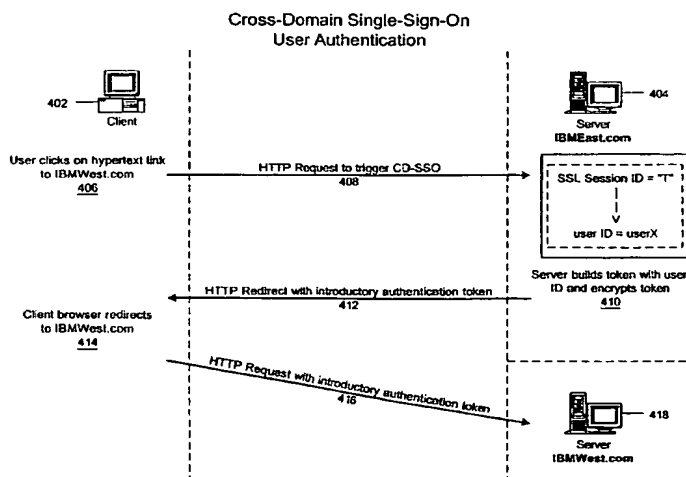 Cross-Domain Single-Sign-On
User Authentication
402
Client
404
Server
IBMEast.com
User clicks on hypertext link
to IBMWest.com
406
HTTP Request to trigger CD-SSO
408
SSL Session ID = "T"
user ID = userX
Server builds token with user
ID and encrypts token
410
HTTP Redirect with introductory authentication token
412
Client browser redirects
to IBMWest.com
414
HTTP Request with introductory authentication token
416
418
Server
IBMWest.com